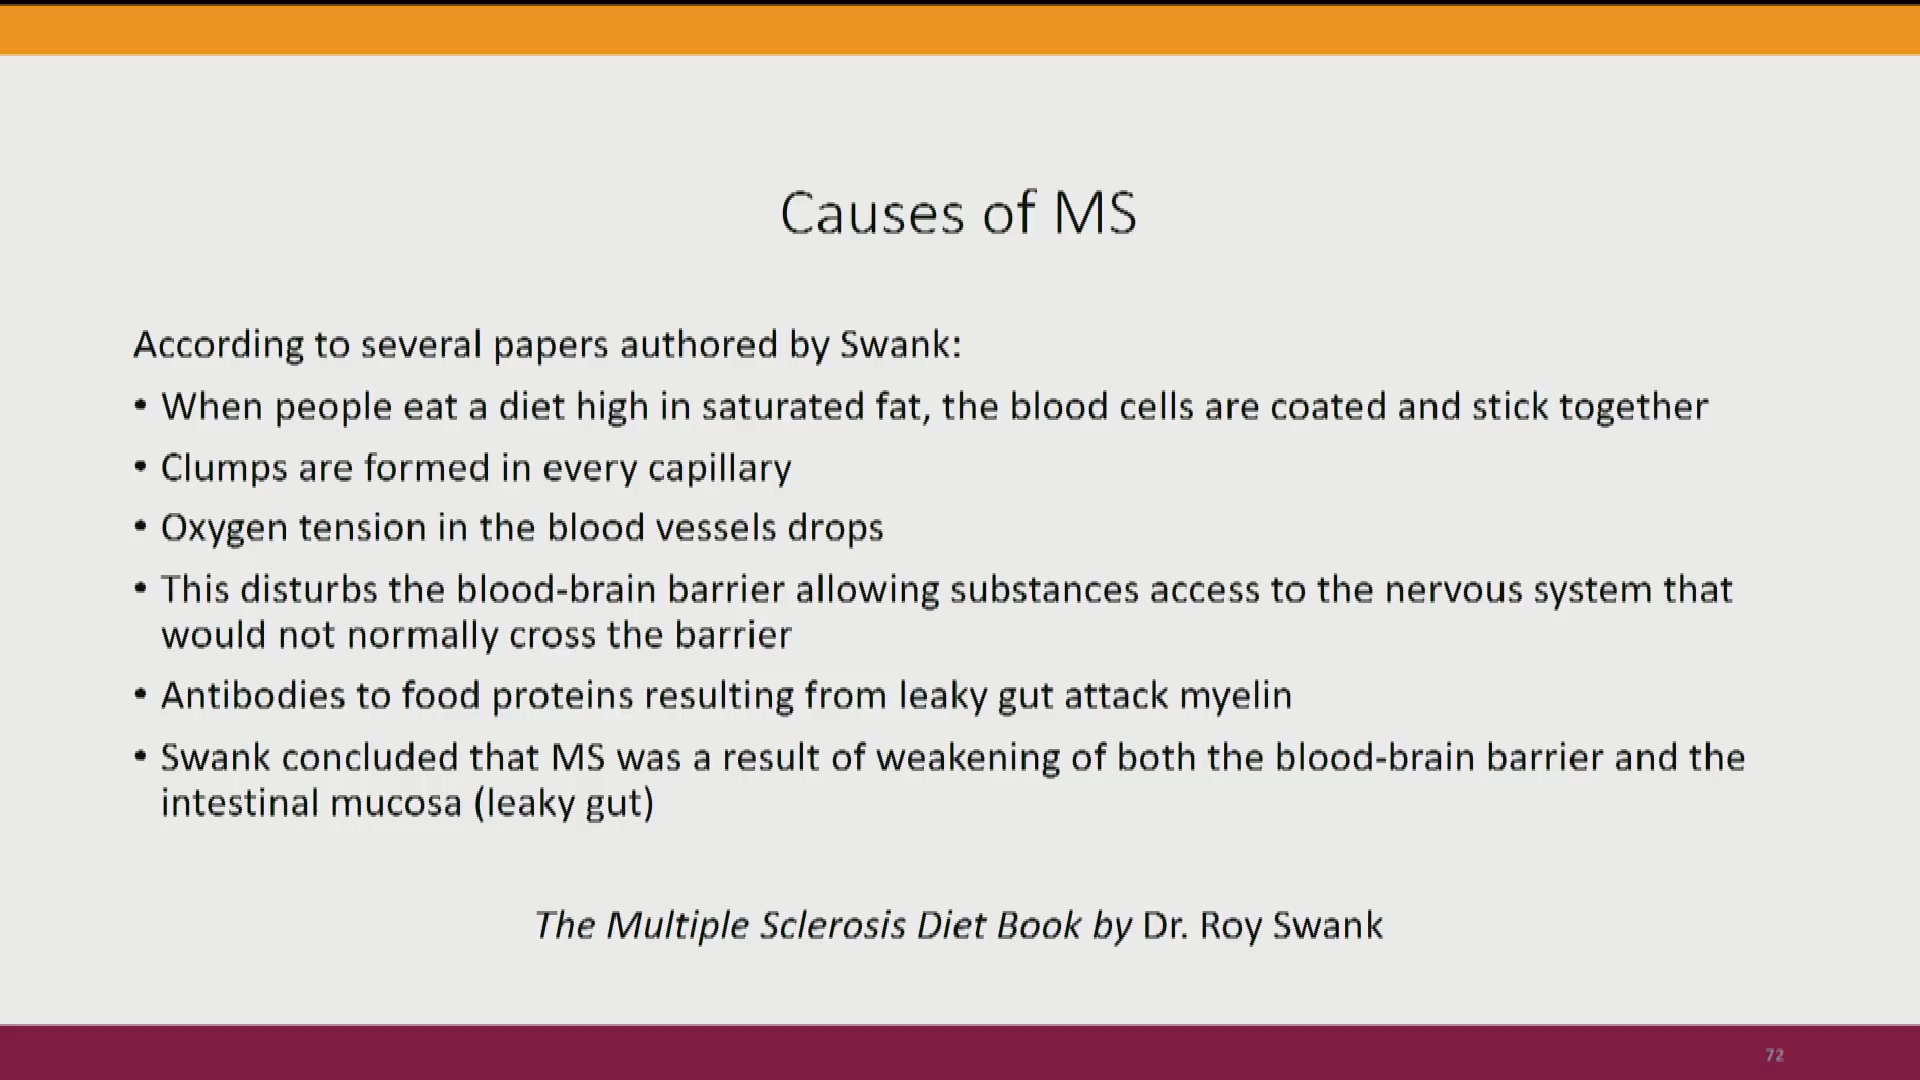 Causes of MS
According to several papers authored by Swank:
• When people eat a diet high in saturated fat, the blood cells are coated and stick together
• Clumps are formed in every capillary
• Oxygen tension in the blood vessels drops
• This disturbs the blood-brain barrier allowing substances access to the nervous system that
would not normally cross the barrier
• Antibodies to food proteins resulting from leaky gut attack myelin
• Swank concluded that MS was a result of weakening of both the blood-brain barrier and the
intestinal mucosa (leaky gut)
The Multiple Sclerosis Diet Book by Dr. Roy Swank
72